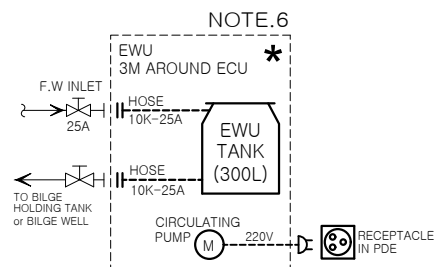 NOTE.6
EWU
3M AROUND ECU
*
F.W INLET
25A
HOSE
10K-25A
EWU
TANK
(300L)
HOSE
10K-25A
TO BILGE
HOLDING TANK
or BILGE WELL
CIRCULATING
PUMP
M
220V
RECEPTACLE
IN PDE